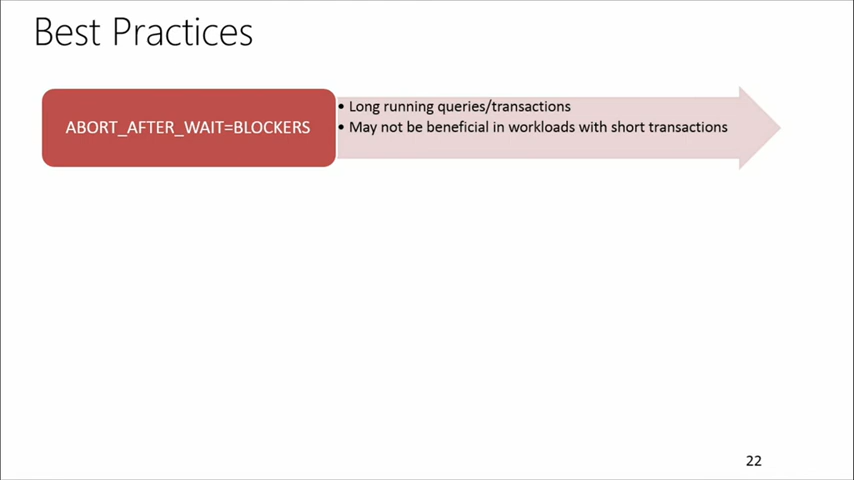 Best Practices
ABORT_AFTER_WAIT=BLOCKERS
• Long running queries/transactions
• May not be beneficial in workloads with short transactions
22